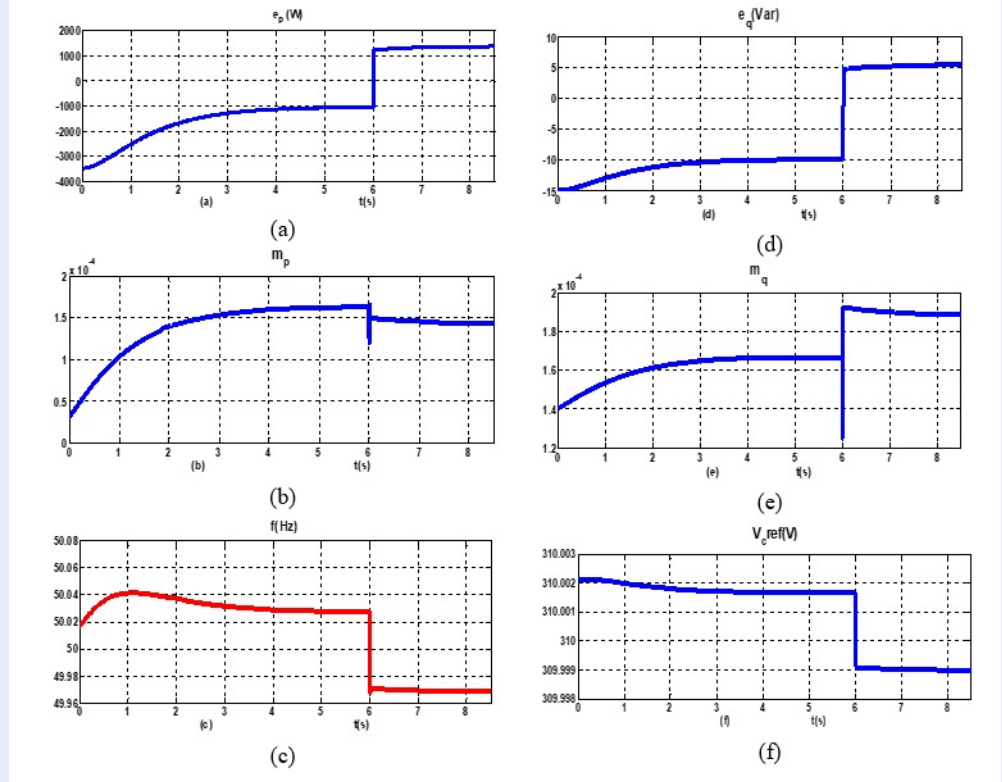 e_p (W)
2000
1000
0
-1000
-2000
-3000
-4000
0 1 2 3 4 5 6 7 8
(a) t(s)
(a)
m_p
x 10^-4
2
1.5
1
0.5
0
0 1 2 3 4 5 6 7 8
(b) t(s)
(b)
f(Hz)
50.08
50.06
50.04
50.02
50
49.98
49.96
0 1 2 3 4 5 6 7 8
(c) t(s)
(c)
e_q(Var)
10
5
0
-5
-10
-15
0 1 2 3 4 5 6 7 8
(d) t(s)
(d)
m_q
x 10^-4
2
1.8
1.6
1.4
1.2
0 1 2 3 4 5 6 7 8
(e) t(s)
(e)
V_cref(V)
310.003
310.002
310.001
310
309.999
309.998
0 1 2 3 4 5 6 7 8
(f) t(s)
(f)